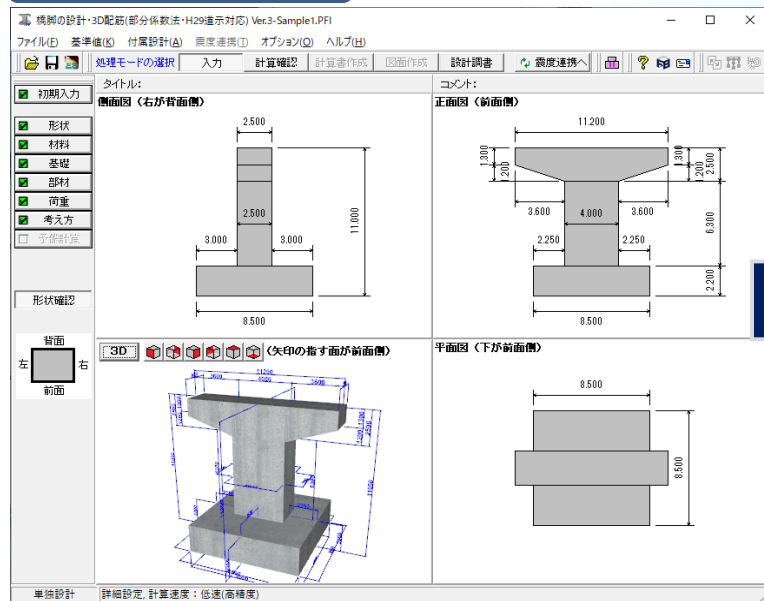 橋脚の設計・3D配筋(部分係数法・H29道示対応) Ver.3-Sample1.PFI
ファイル(F) 基準値(K) 付属設計(A) 震度連携(T) オプション(O) ヘルプ(H)
処理モードの選択 入力 計算確認 計算書作成 図面作成 設計調書 震度連携へ
初期入力
形状
材料
基礎
部材
荷重
考え方
予備計算
形状確認
背面
左 右
前面
タイトル:
側面図 (右が背面側)
2.500
2.500
11.000
3.000 3.000
8.500
コメント:
正面図 (前面側)
11.200
1.300 1.300
1.200 1.200 2.500
3.600 4.000 3.600
6.300
2.250 2.250
2.200
8.500
3D (矢印の指す面が前面側)
11200
3600 4000 3600
平面図 (下が前面側)
8.500
8.500
単独設計 詳細設定, 計算速度:低速(高精度)